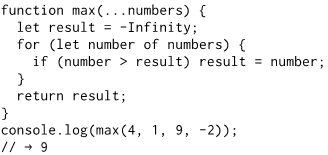 function max(...numbers) {
  let result = -Infinity;
  for (let number of numbers) {
    if (number > result) result = number;
  }
  return result;
}
console.log(max(4, 1, 9, -2));
// → 9